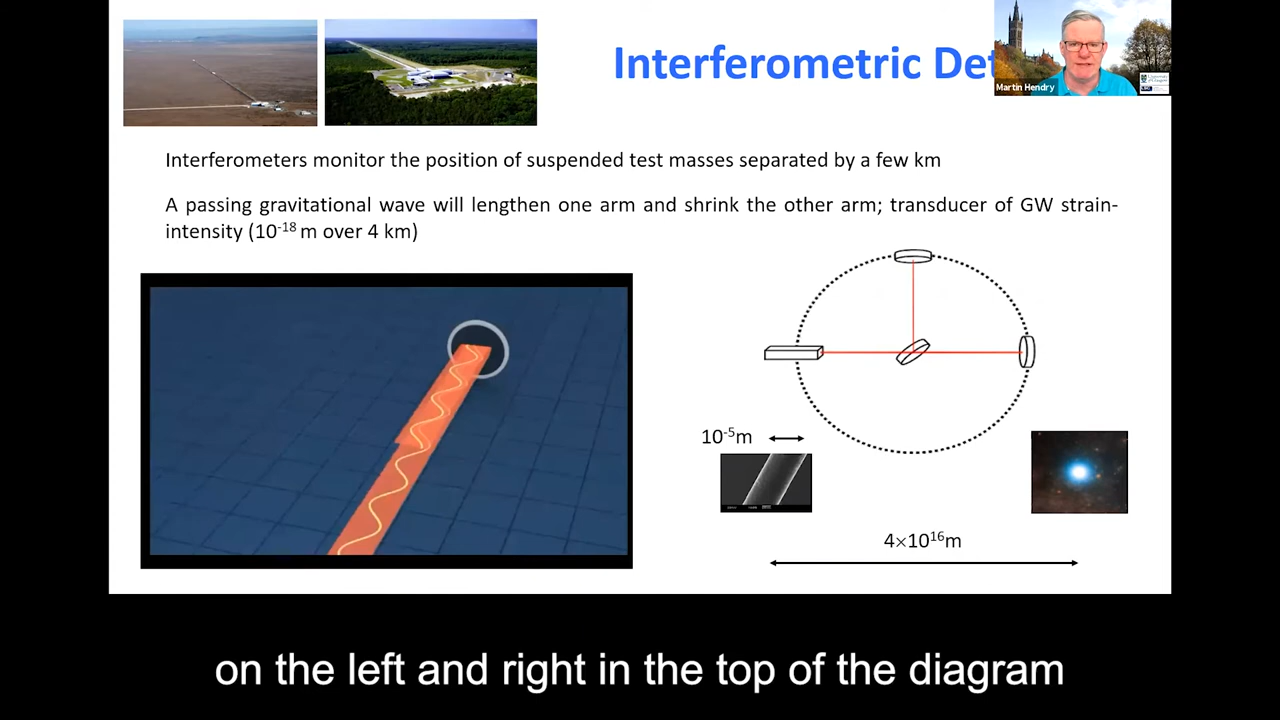 Interferometric Det
Martin Hendry
Interferometers monitor the position of suspended test masses separated by a few km
A passing gravitational wave will lengthen one arm and shrink the other arm; transducer of GW strain-
intensity (10⁻¹⁸ m over 4 km)
10⁻⁵m
4×10¹⁶m
on the left and right in the top of the diagram